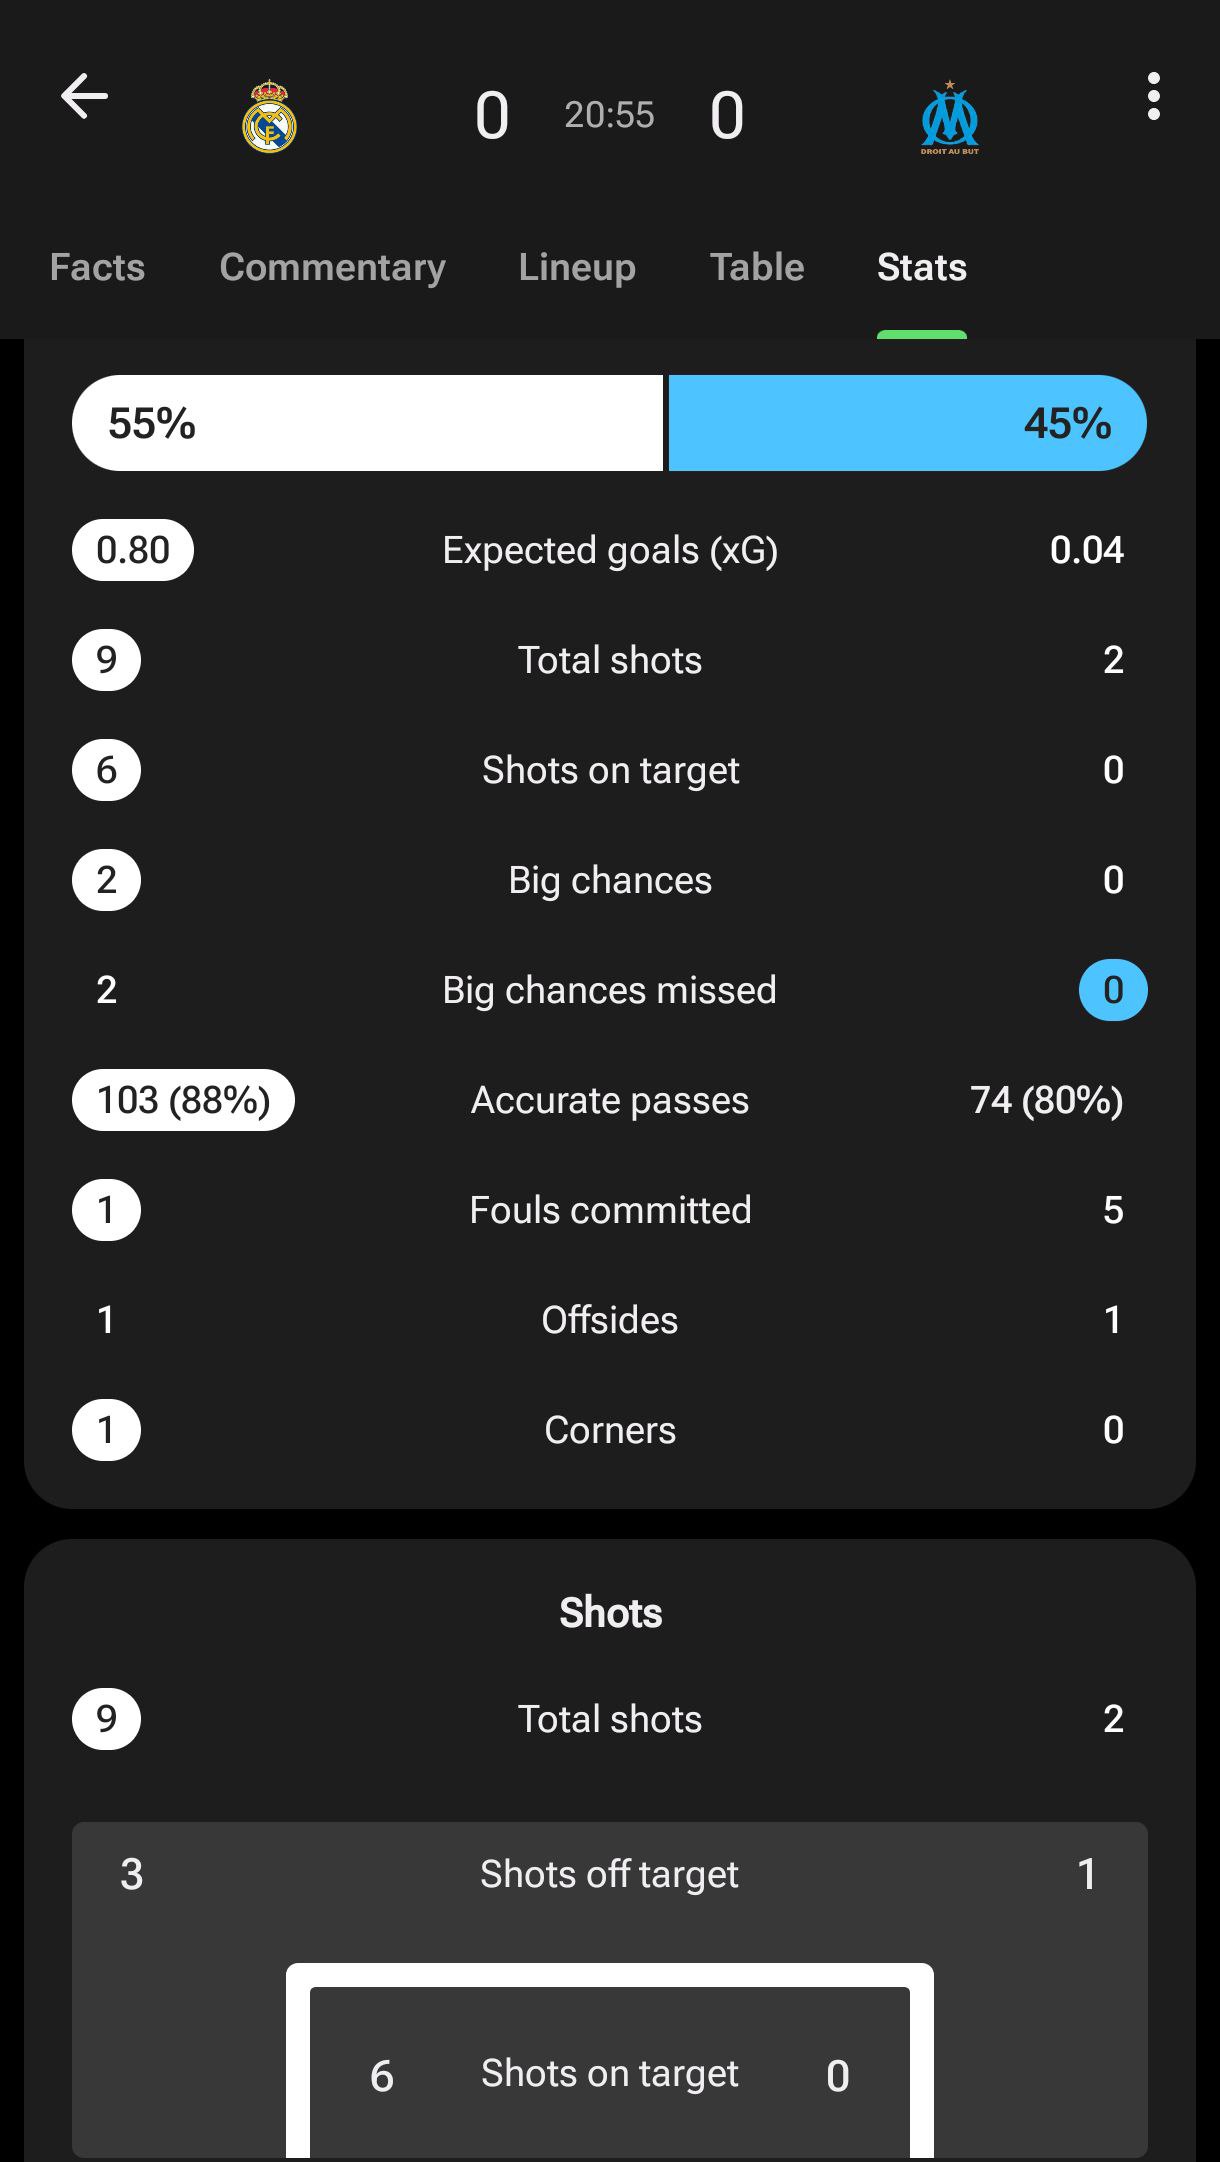 0 20:55 0
DROIT AU BUT
Facts Commentary Lineup Table Stats
55% 45%
0.80 Expected goals (xG) 0.04
9 Total shots 2
6 Shots on target 0
2 Big chances 0
2 Big chances missed 0
103 (88%) Accurate passes 74 (80%)
1 Fouls committed 5
1 Offsides 1
1 Corners 0
Shots
9 Total shots 2
3 Shots off target 1
6 Shots on target 0